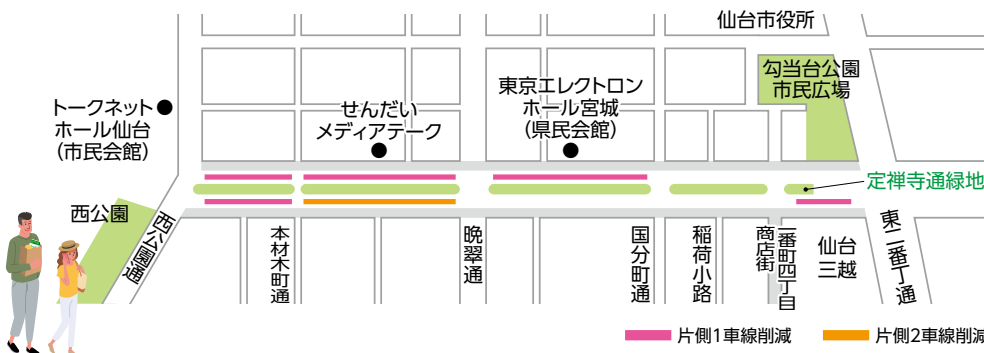 仙台市役所
勾当台公園
市民広場
東京エレクトロン
ホール宮城
(県民会館)
せんだい
メディアテーク
トークネット
ホール仙台
(市民会館)
定禅寺通緑地
西公園
西公園通
本材木町通
晩翠通
国分町通
稲荷小路
一番町四丁目
商店街
仙台
三越
東二番丁通
片側1車線削減
片側2車線削減